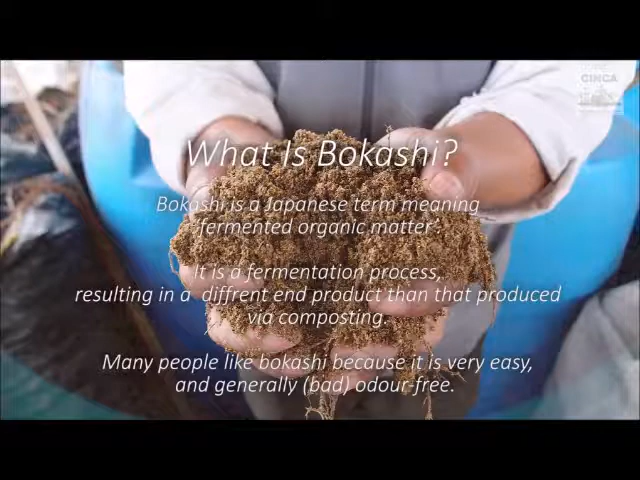 CINCA
What Is Bokashi?
Bokashi is a Japanese term meaning
'fermented organic matter'.
It is a fermentation process,
resulting in a diffrent end product than that produced
via composting.
Many people like bokashi because it is very easy,
and generally (bad) odour-free.